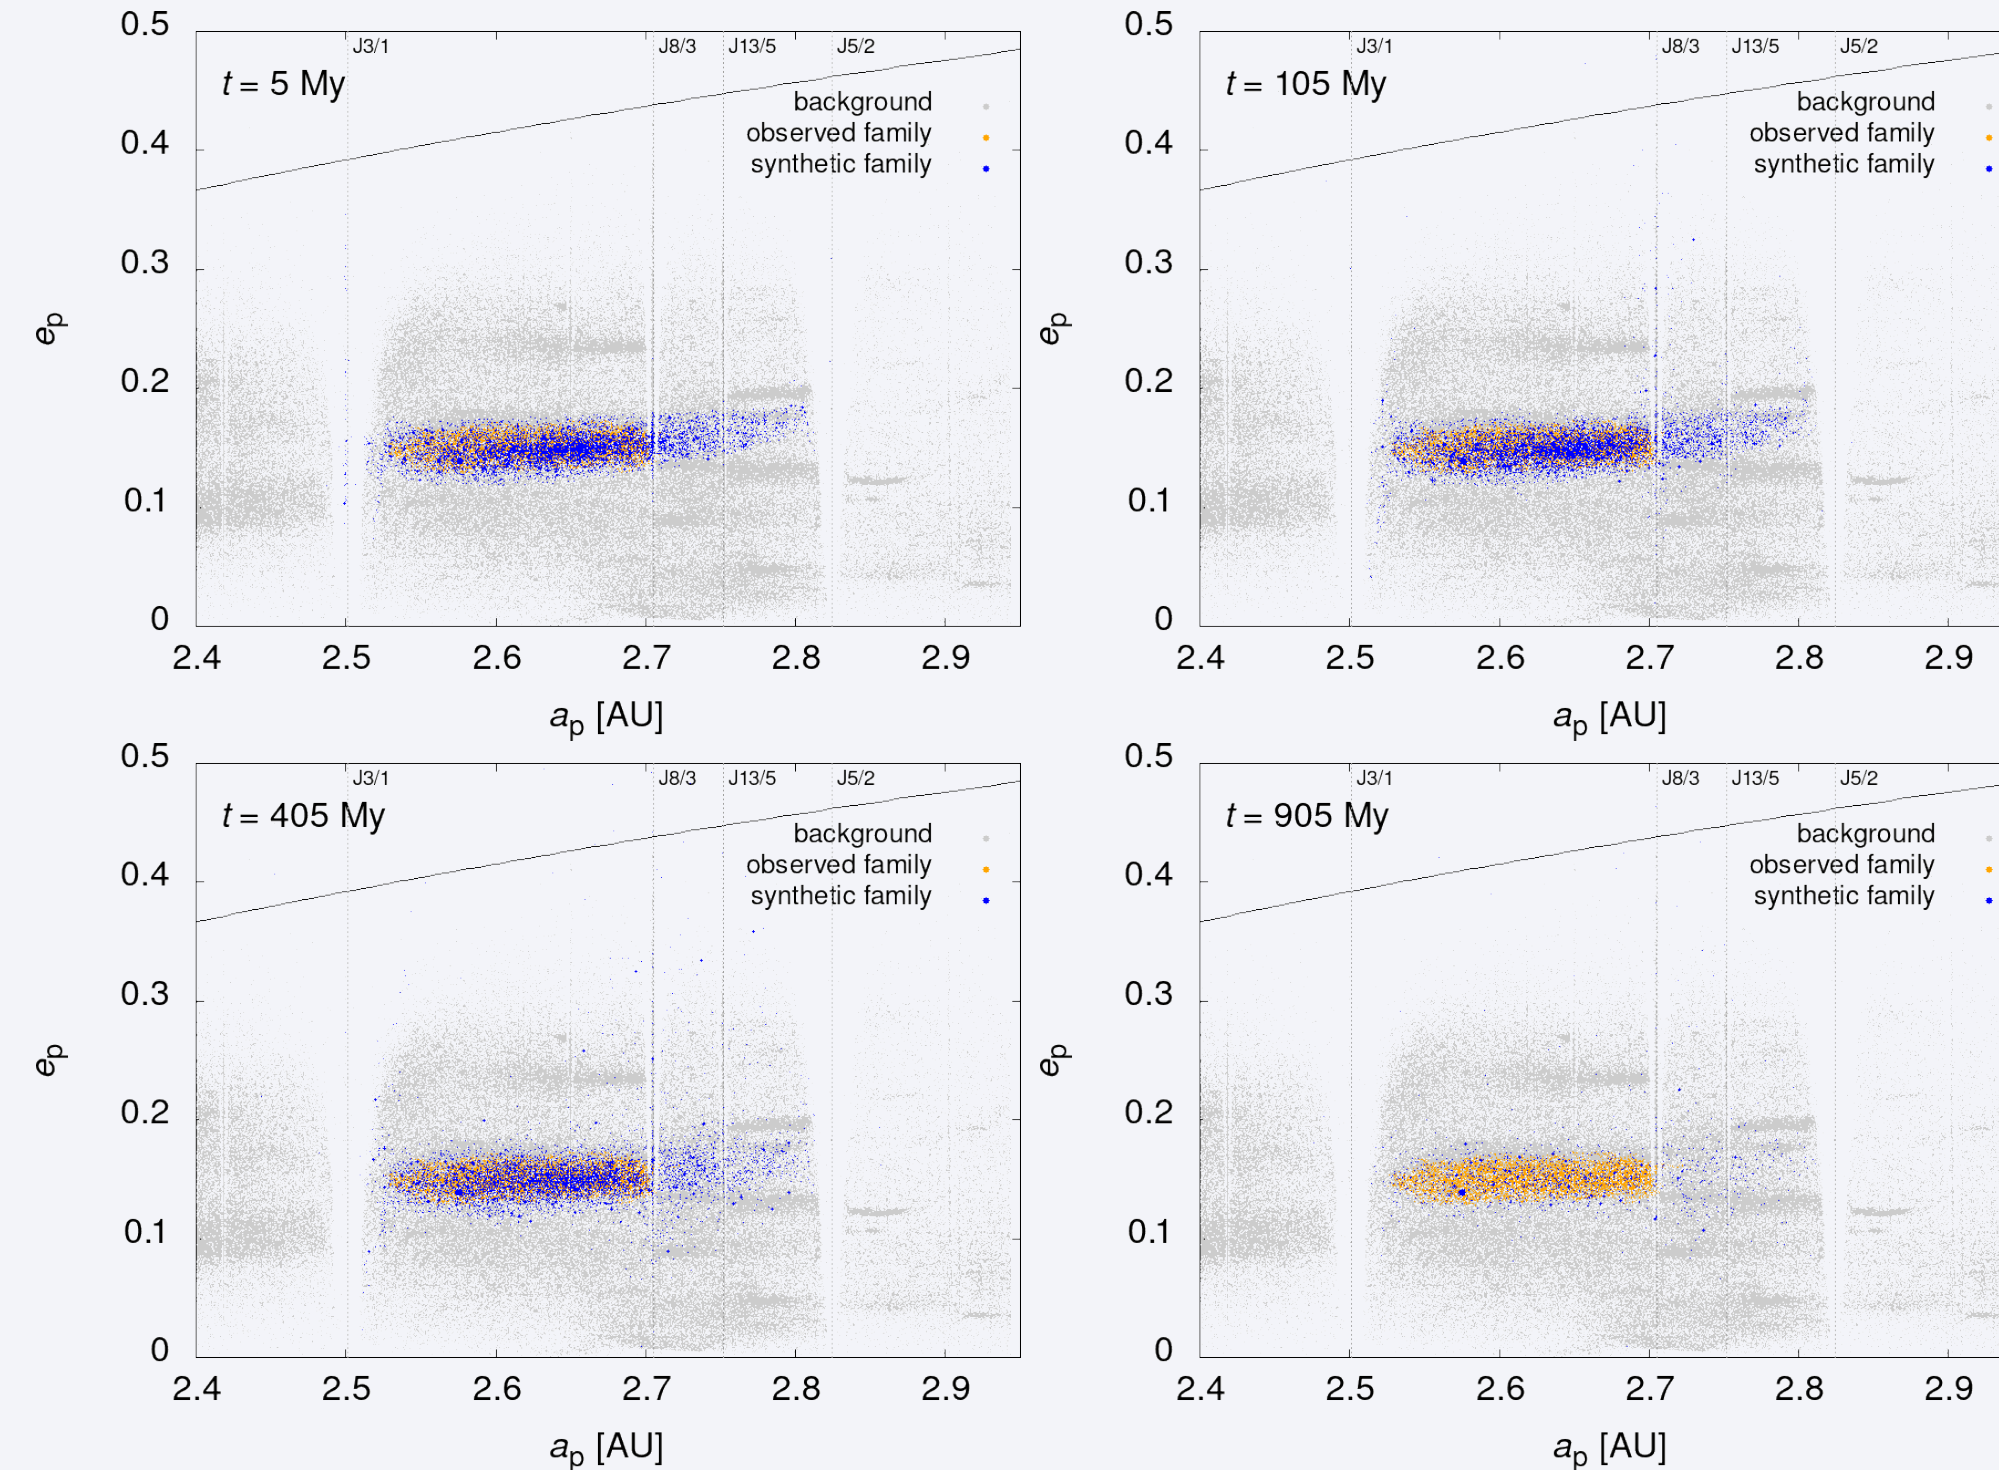 0.5
J3/1 J8/3 J13/5 J5/2
t = 5 My
background
observed family
synthetic family
0.4
0.3
0.2
0.1
0
ep
2.4 2.5 2.6 2.7 2.8 2.9
ap [AU]
0.5
J3/1 J8/3 J13/5 J5/2
t = 105 My
background
observed family
synthetic family
0.4
0.3
0.2
0.1
0
ep
2.4 2.5 2.6 2.7 2.8 2.9
ap [AU]
0.5
J3/1 J8/3 J13/5 J5/2
t = 405 My
background
observed family
synthetic family
0.4
0.3
0.2
0.1
0
ep
2.4 2.5 2.6 2.7 2.8 2.9
ap [AU]
0.5
J3/1 J8/3 J13/5 J5/2
t = 905 My
background
observed family
synthetic family
0.4
0.3
0.2
0.1
0
ep
2.4 2.5 2.6 2.7 2.8 2.9
ap [AU]